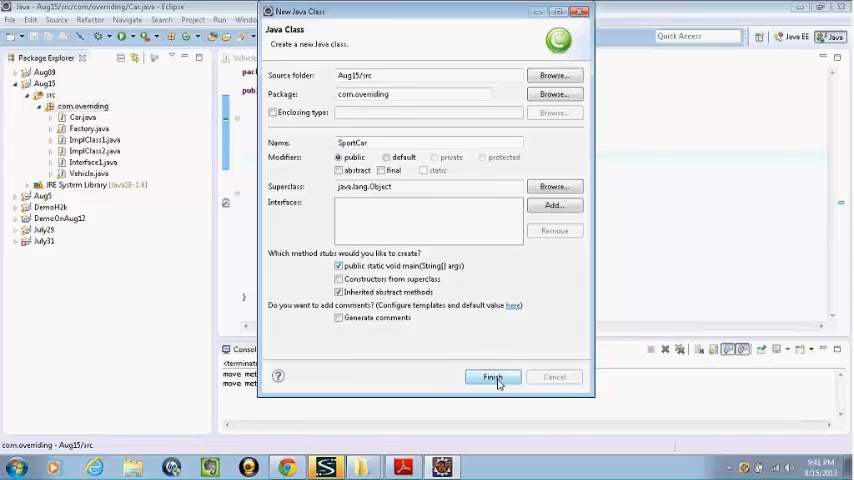 Java - Aug15/src/com/overriding/Car.java - Eclipse
New Java Class
File Edit Source Refactor Navigate
Quick Access
Java EE
Java
Package Explorer
Aug09
Aug15
src
com.overriding
Car.java
Factory.java
ImplClass1.java
ImplClass2.java
Interface1.java
Vehicle.java
JRE System Library [JavaSE-1.6]
Aug5
DemoH2k
DemoOnAug12
July29
July31
Java Class
Create a new Java class.
Source folder: Aug15/src Browse...
Package: com.overriding Browse...
Enclosing type: Browse...
Name: SportCar
Modifiers: public default private protected
abstract final static
Superclass: java.lang.Object Browse...
Interfaces: Add...
Remove
Which method stubs would you like to create?
public static void main(String[] args)
Constructors from superclass
Inherited abstract methods
Do you want to add comments? (Configure templates and default value here)
Generate comments
? Finish Cancel
}
Consol
<terminate
move met
move met
com.overriding - Aug15/src
9:41 PM
8/15/2013